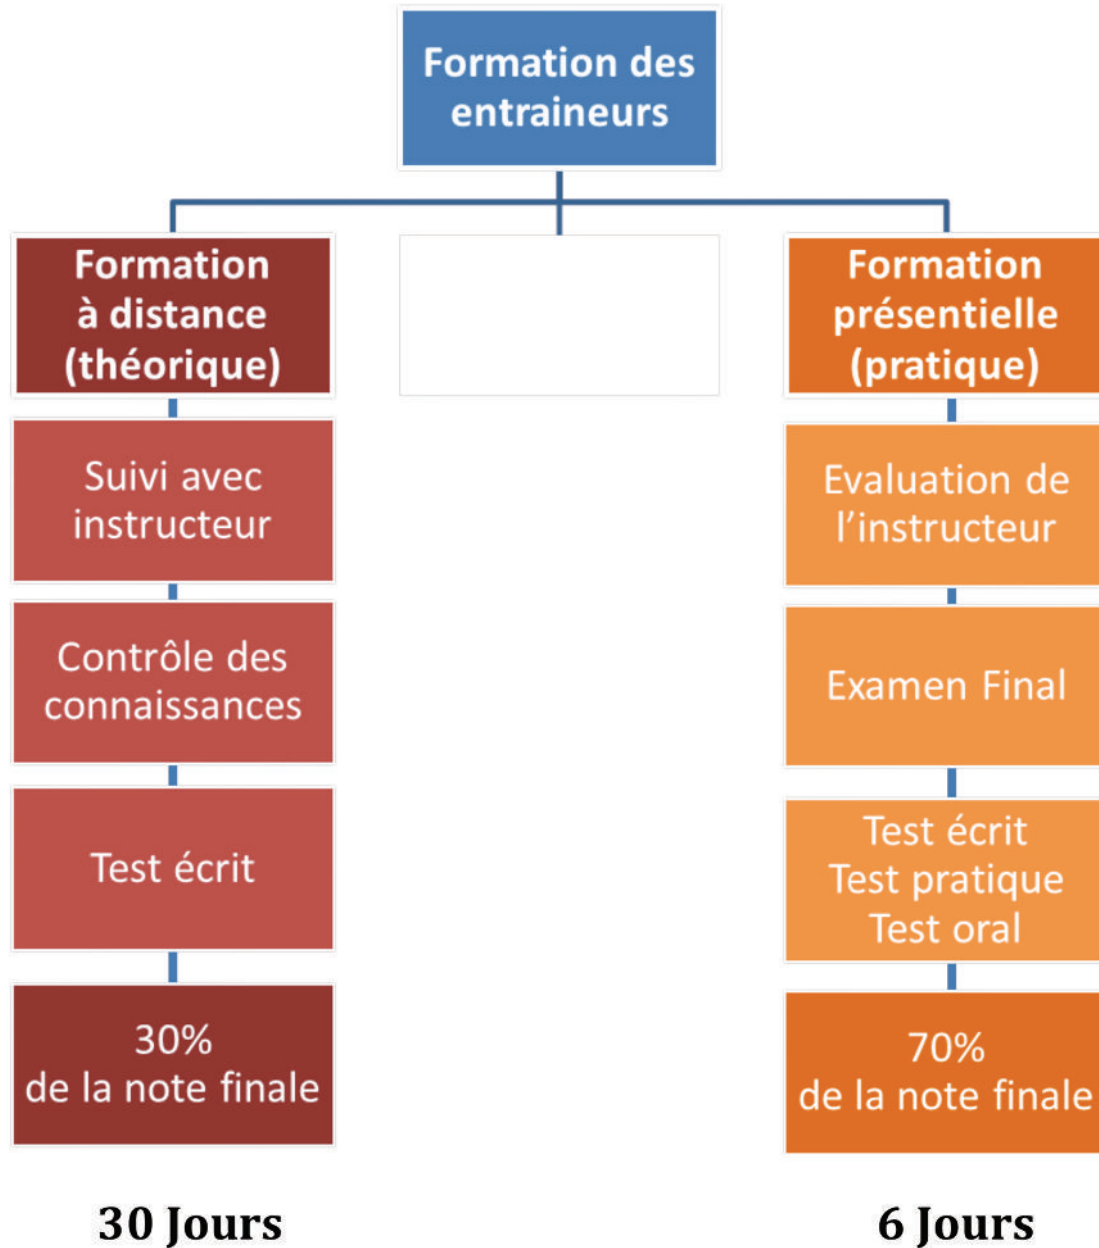 Formation des
entraineurs
Formation
à distance
(théorique)
Suivi avec
instructeur
Contrôle des
connaissances
Test écrit
30%
de la note finale
30 Jours
Formation
présentielle
(pratique)
Evaluation de
l’instructeur
Examen Final
Test écrit
Test pratique
Test oral
70%
de la note finale
6 Jours